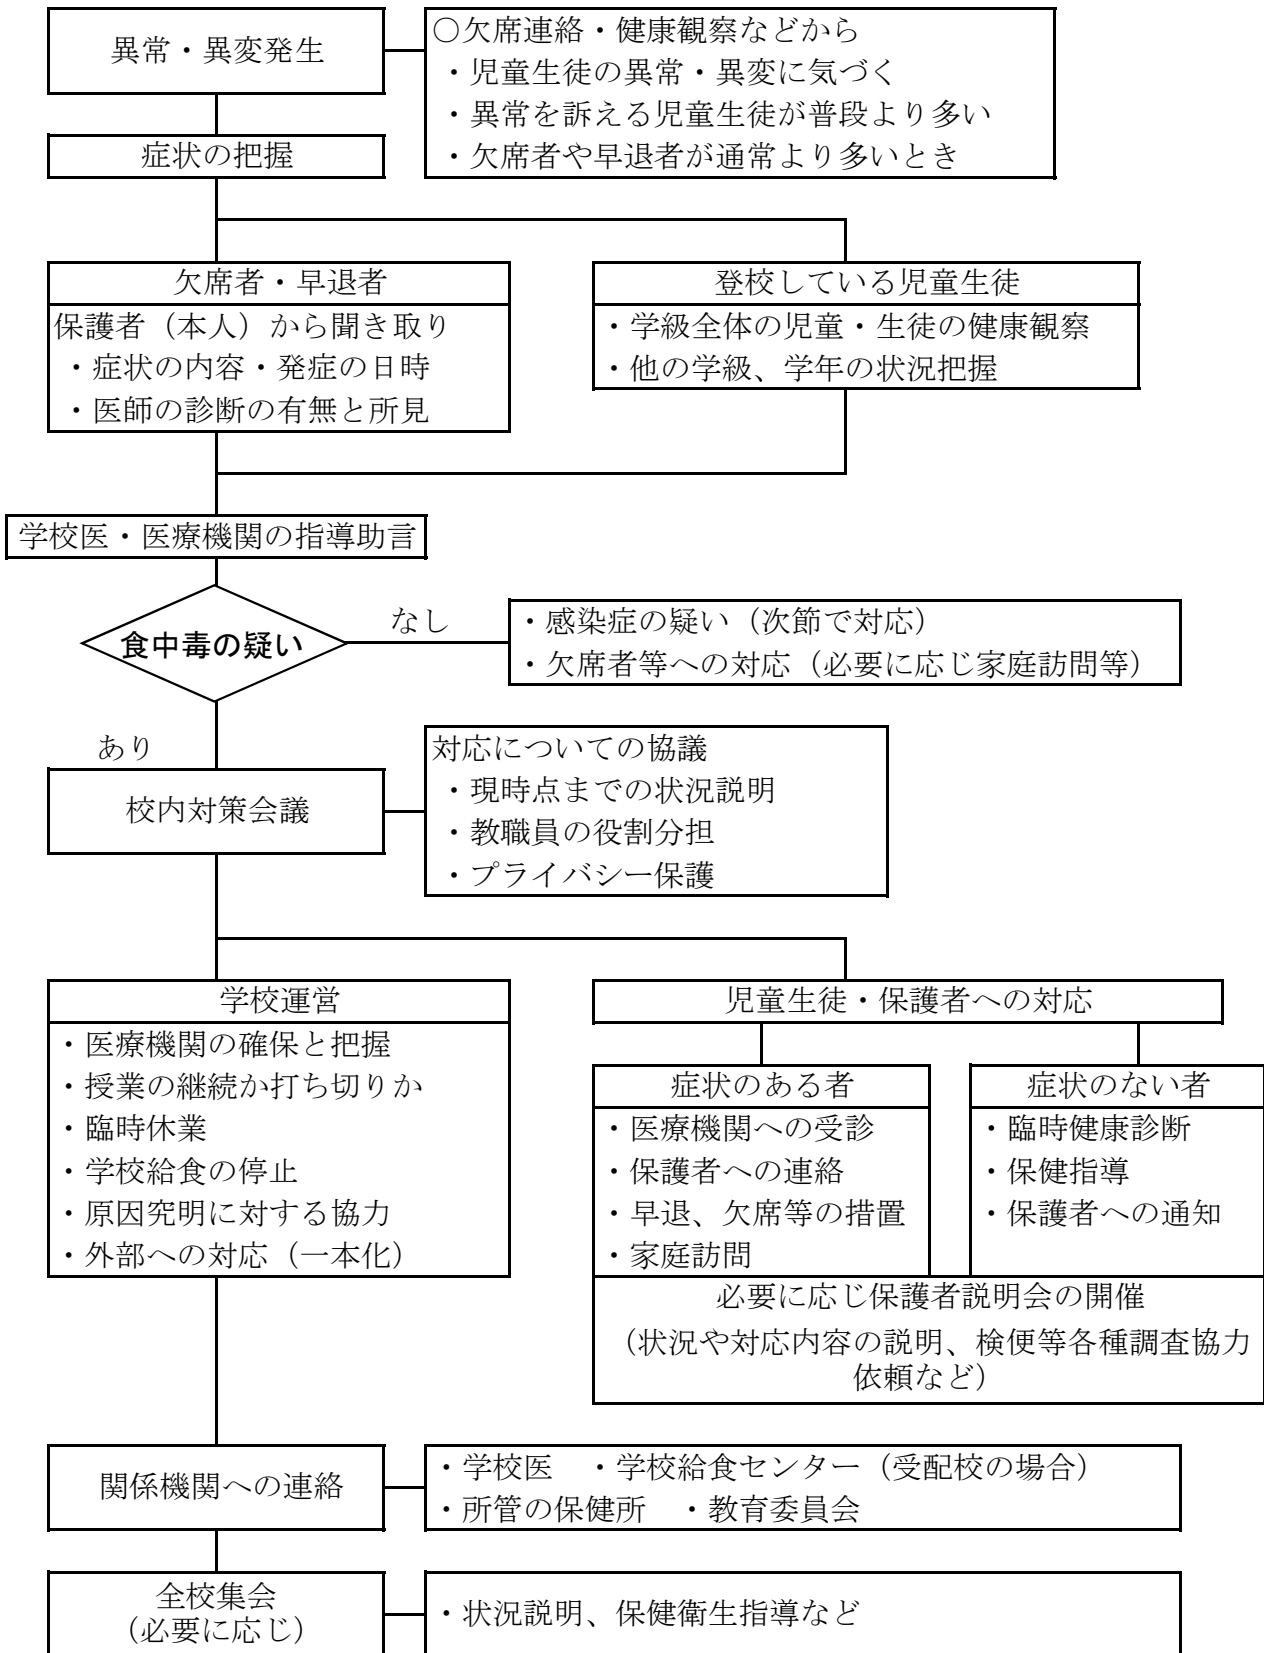 異常・異変発生
○欠席連絡・健康観察などから
・児童生徒の異常・異変に気づく
・異常を訴える児童生徒が普段より多い
・欠席者や早退者が通常より多いとき
症状の把握
欠席者・早退者
保護者（本人）から聞き取り
・症状の内容・発症の日時
・医師の診断の有無と所見
登校している児童生徒
・学級全体の児童・生徒の健康観察
・他の学級、学年の状況把握
学校医・医療機関の指導助言
食中毒の疑い
なし
・感染症の疑い（次節で対応）
・欠席者等への対応（必要に応じ家庭訪問等）
あり
校内対策会議
対応についての協議
・現時点までの状況説明
・教職員の役割分担
・プライバシー保護
学校運営
・医療機関の確保と把握
・授業の継続か打ち切りか
・臨時休業
・学校給食の停止
・原因究明に対する協力
・外部への対応（一本化）
児童生徒・保護者への対応
症状のある者
・医療機関への受診
・保護者への連絡
・早退、欠席等の措置
・家庭訪問
症状のない者
・臨時健康診断
・保健指導
・保護者への通知
必要に応じ保護者説明会の開催
（状況や対応内容の説明、検便等各種調査協力
依頼など）
関係機関への連絡
・学校医　・学校給食センター（受配校の場合）
・所管の保健所　・教育委員会
全校集会
（必要に応じ）
・状況説明、保健衛生指導など